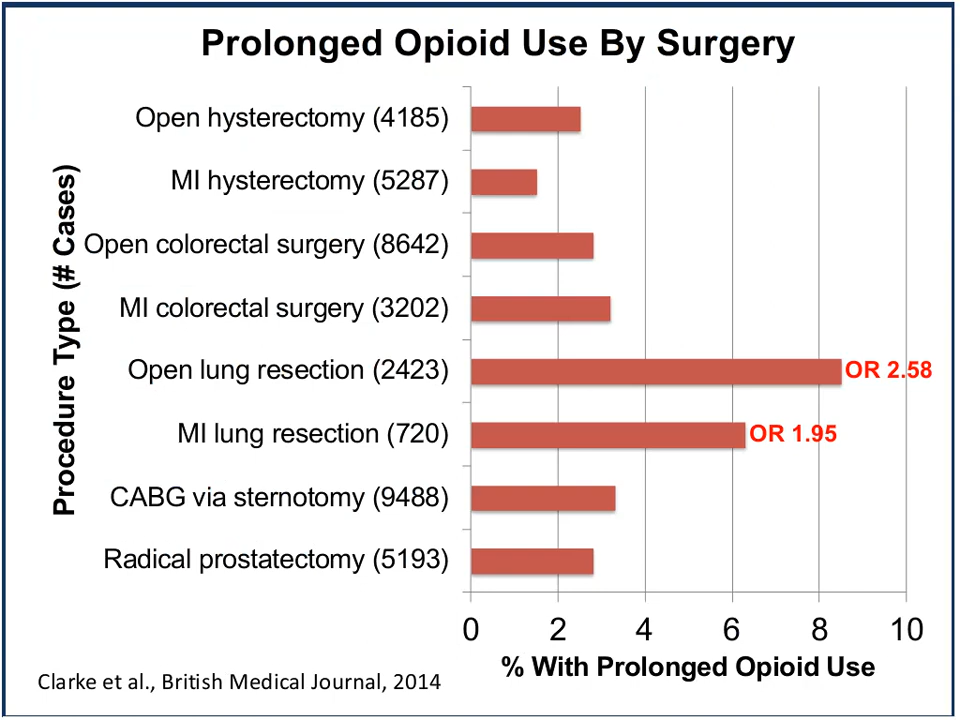 Prolonged Opioid Use By Surgery
Procedure Type (# Cases)
Open hysterectomy (4185)
MI hysterectomy (5287)
Open colorectal surgery (8642)
MI colorectal surgery (3202)
Open lung resection (2423)
OR 2.58
MI lung resection (720)
OR 1.95
CABG via sternotomy (9488)
Radical prostatectomy (5193)
0 2 4 6 8 10
% With Prolonged Opioid Use
Clarke et al., British Medical Journal, 2014